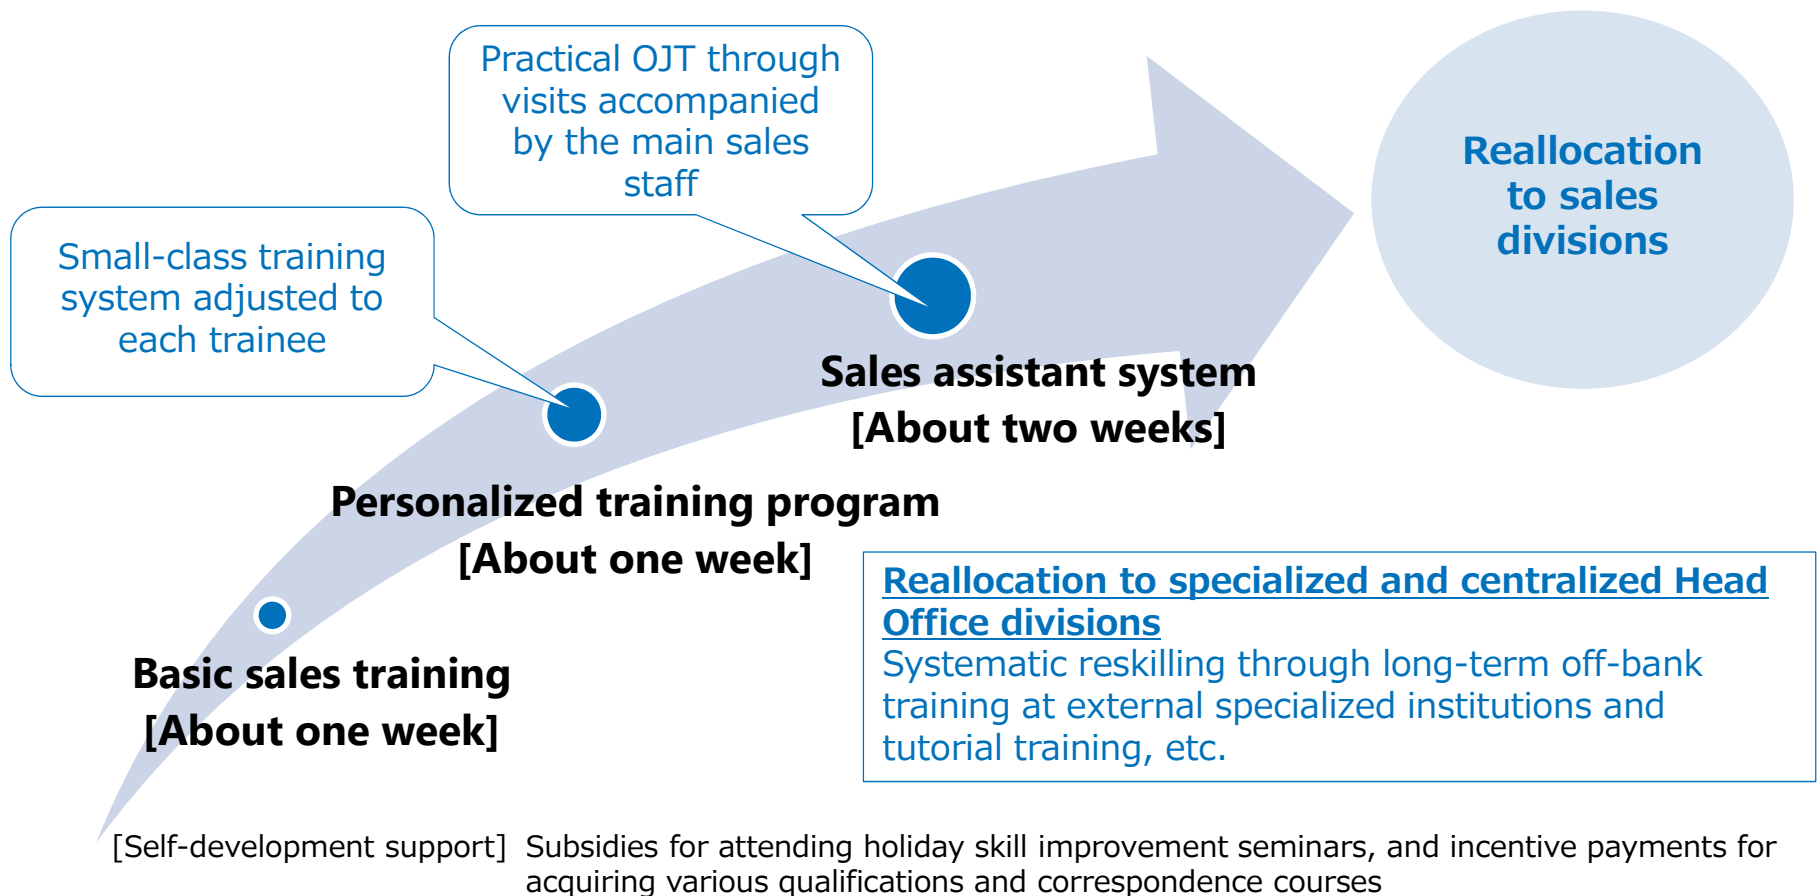 Practical OJT through
visits accompanied
by the main sales
staff
Reallocation
to sales
divisions
Small-class training
system adjusted to
each trainee
Sales assistant system
[About two weeks]
Personalized training program
[About one week]
Basic sales training
[About one week]
Reallocation to specialized and centralized Head
Office divisions
Systematic reskilling through long-term off-bank
training at external specialized institutions and
tutorial training, etc.
[Self-development support] Subsidies for attending holiday skill improvement seminars, and incentive payments for
acquiring various qualifications and correspondence courses